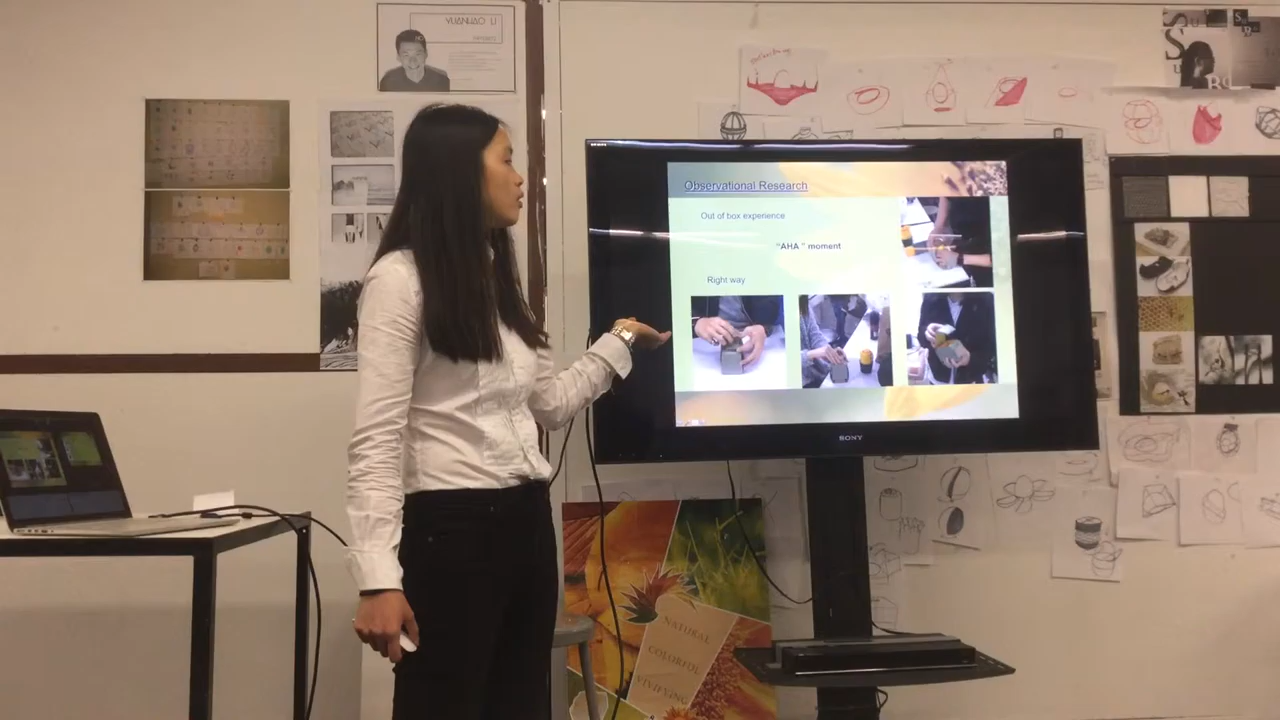 YUANJIAO LI
Observational Research
Out of box experience
"AHA " moment
Right way
SONY
NATURAL
COLORFUL
VIVIFYING